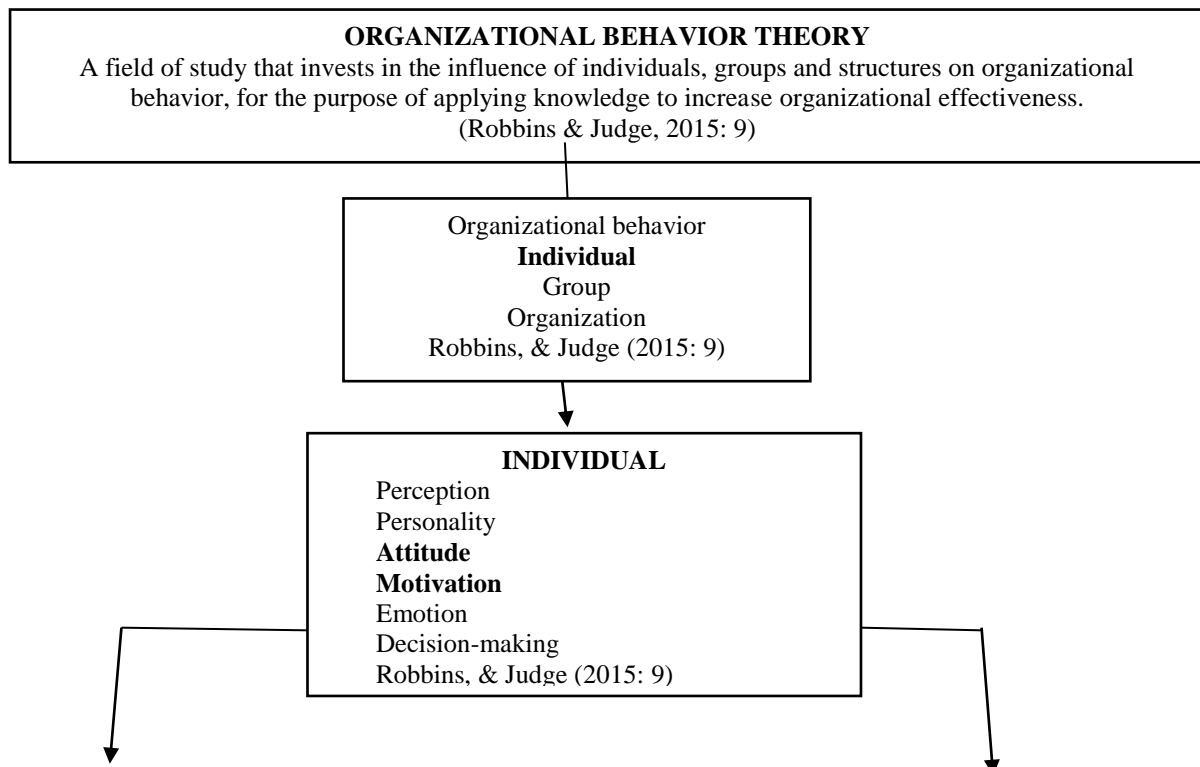 ORGANIZATIONAL BEHAVIOR THEORY
A field of study that invests in the influence of individuals, groups and structures on organizational
behavior, for the purpose of applying knowledge to increase organizational effectiveness.
(Robbins & Judge, 2015: 9)
Organizational behavior
Individual
Group
Organization
Robbins, & Judge (2015: 9)
INDIVIDUAL
Perception
Personality
Attitude
Motivation
Emotion
Decision-making
Robbins, & Judge (2015: 9)